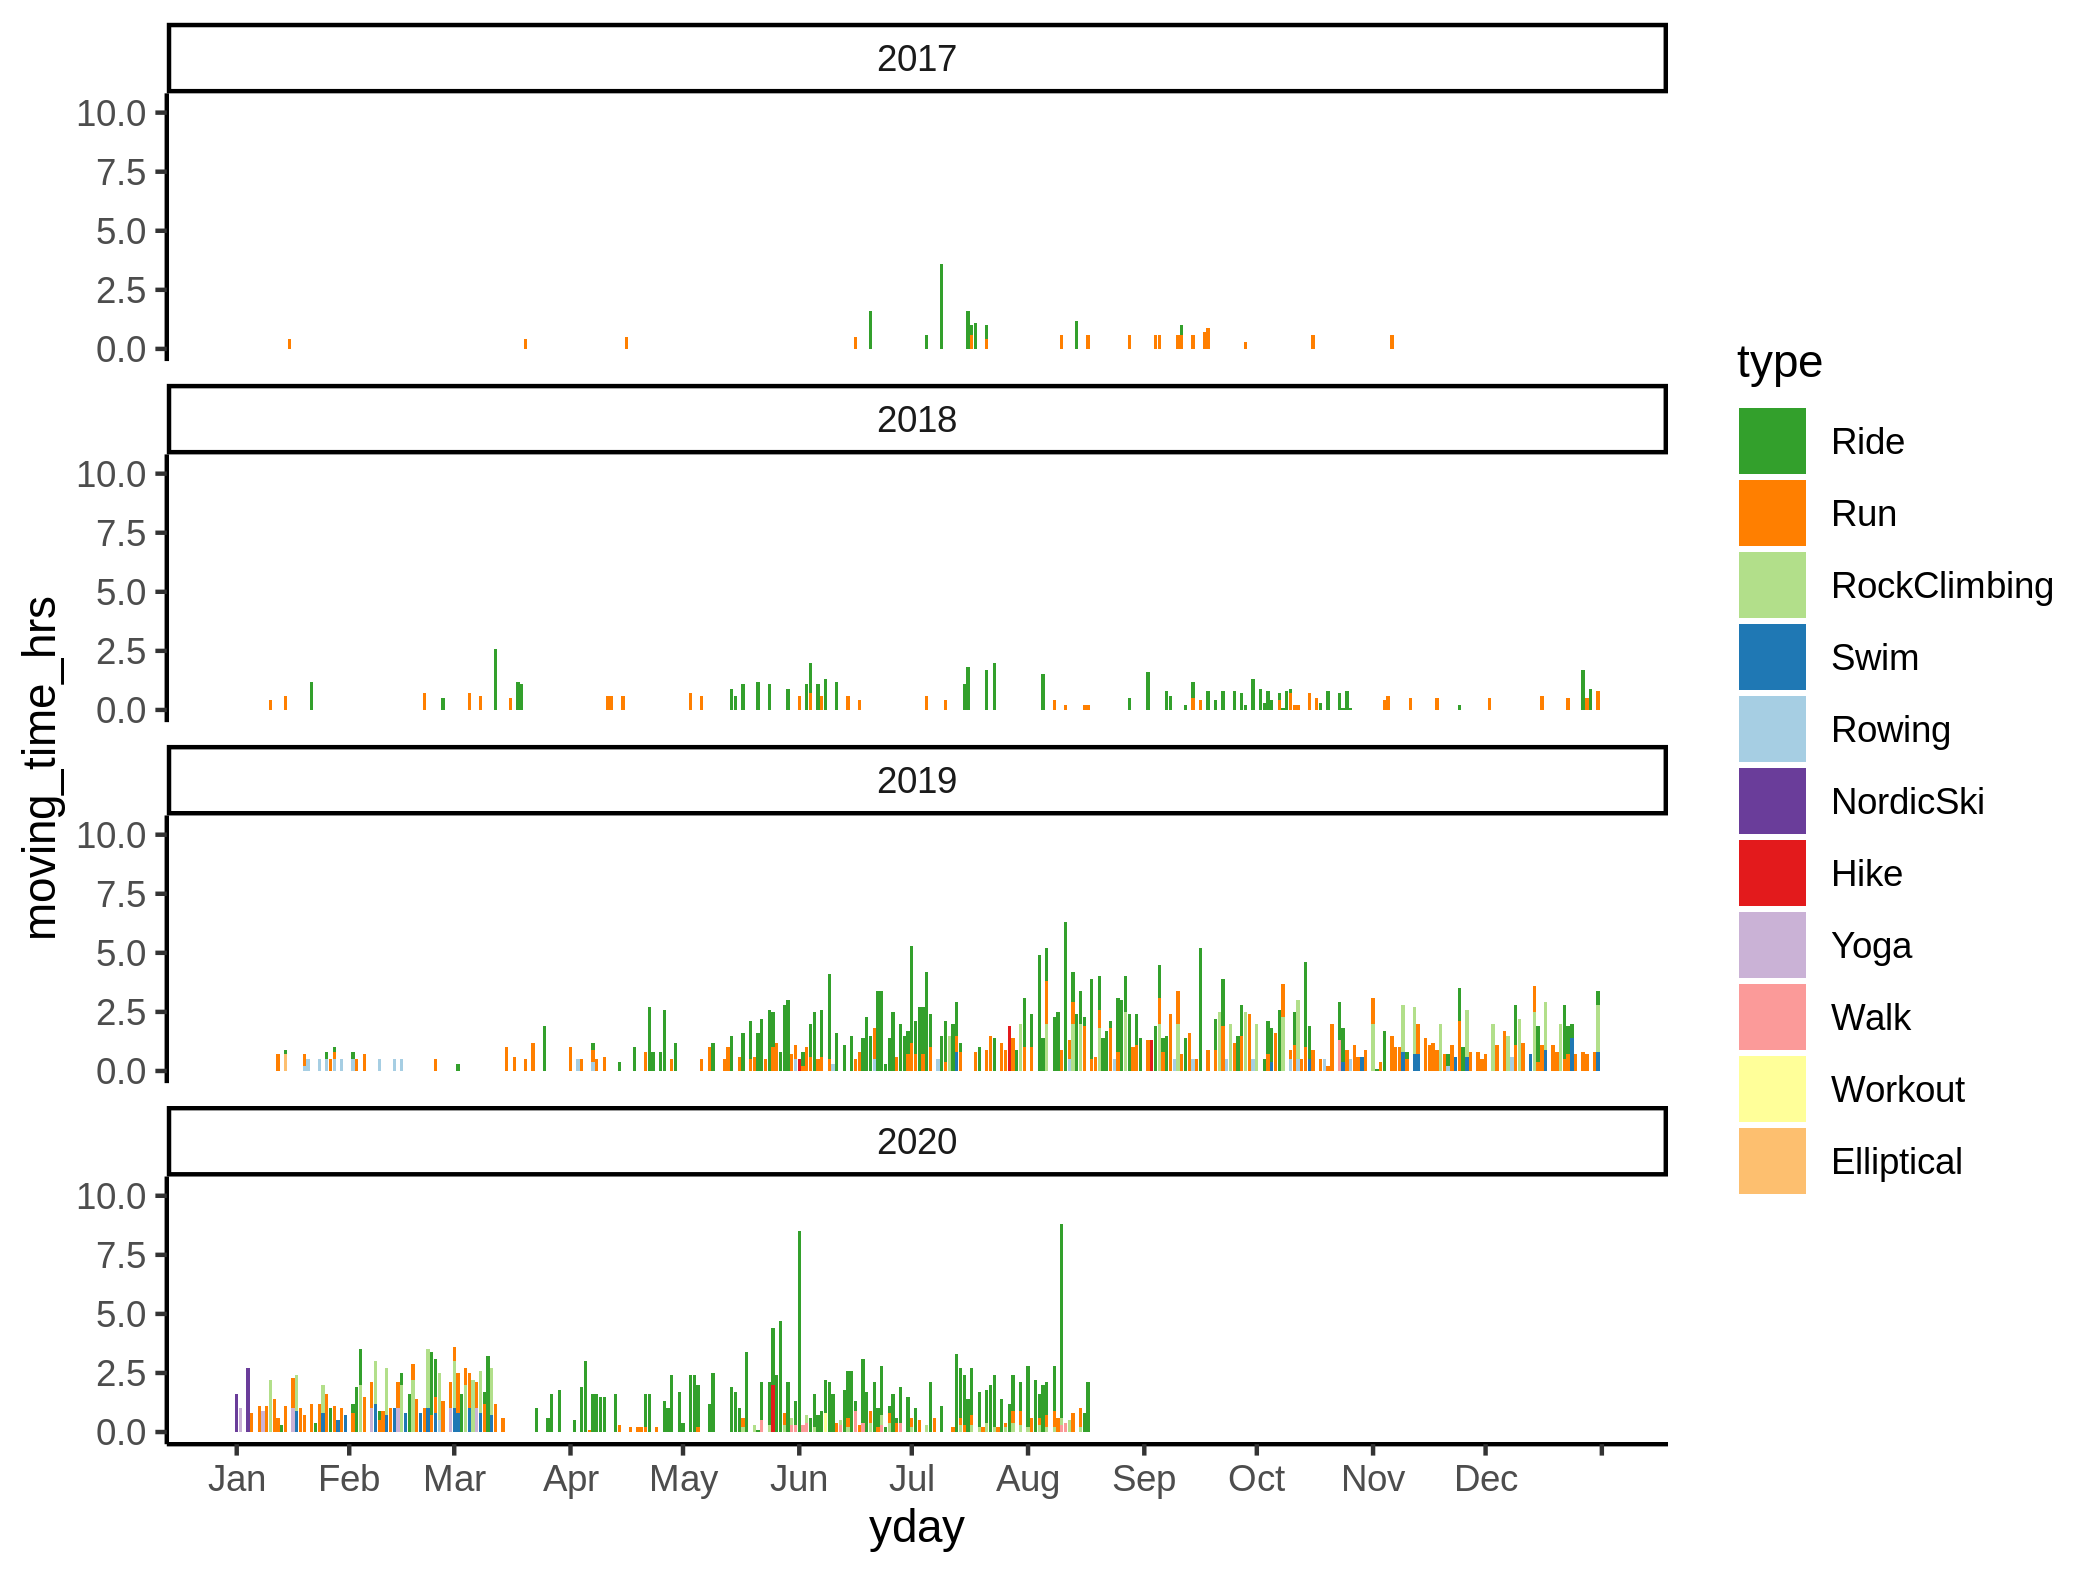 2017
10.0
7.5
5.0
2.5
0.0
2018
10.0
7.5
5.0
2.5
0.0
2019
10.0
7.5
5.0
2.5
0.0
2020
10.0
7.5
5.0
2.5
0.0
Jan Feb Mar Apr May Jun Jul Aug Sep Oct Nov Dec
yday
moving_time_hrs
type
Ride
Run
RockClimbing
Swim
Rowing
NordicSki
Hike
Yoga
Walk
Workout
Elliptical